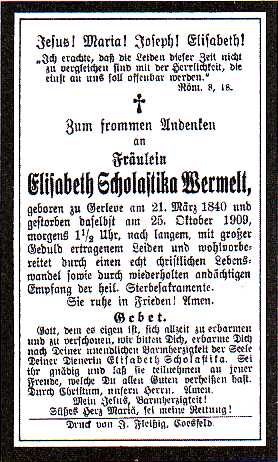 Jesus! Maria! Joseph! Elisabeth!
„Ich erachte, daß die Leiden dieser Zeit nicht
zu vergleichen sind mit der Herrlichkeit, die
einst an uns soll offenbar werden.“
Röm. 8, 18.
Zum frommen Andenken
an
Fräulein
Elisabeth Scholastika Wermelt,
geboren zu Gerleve am 21. März 1840 und
gestorben daselbst am 25. Oktober 1909,
morgens 1½ Uhr, nach langem, mit großer
Geduld ertragenem Leiden und wohlvorbe-
reitet durch einen echt christlichen Lebens-
wandel sowie durch wiederholten andächtigen
Empfang der heil. Sterbesakramente.
Sie ruhe in Frieden! Amen.
Gebet.
Gott, dem es eigen ist, sich allzeit zu erbarmen
und zu verschonen, wir bitten Dich, erbarme Dich
nach Deiner unendlichen Barmherzigkeit der Seele
Deiner Dienerin Elisabeth Scholastika. Sei
ihr gnädig und laß sie teilnehmen an jener
Freude, welche Du allen Guten verheißen hast.
Durch Christum, unsern Herrn. Amen.
Mein Jesus, Barmherzigkeit!
Süßes Herz Mariä, sei meine Rettung!
Druck von J. Fleißig, Coesfeld.